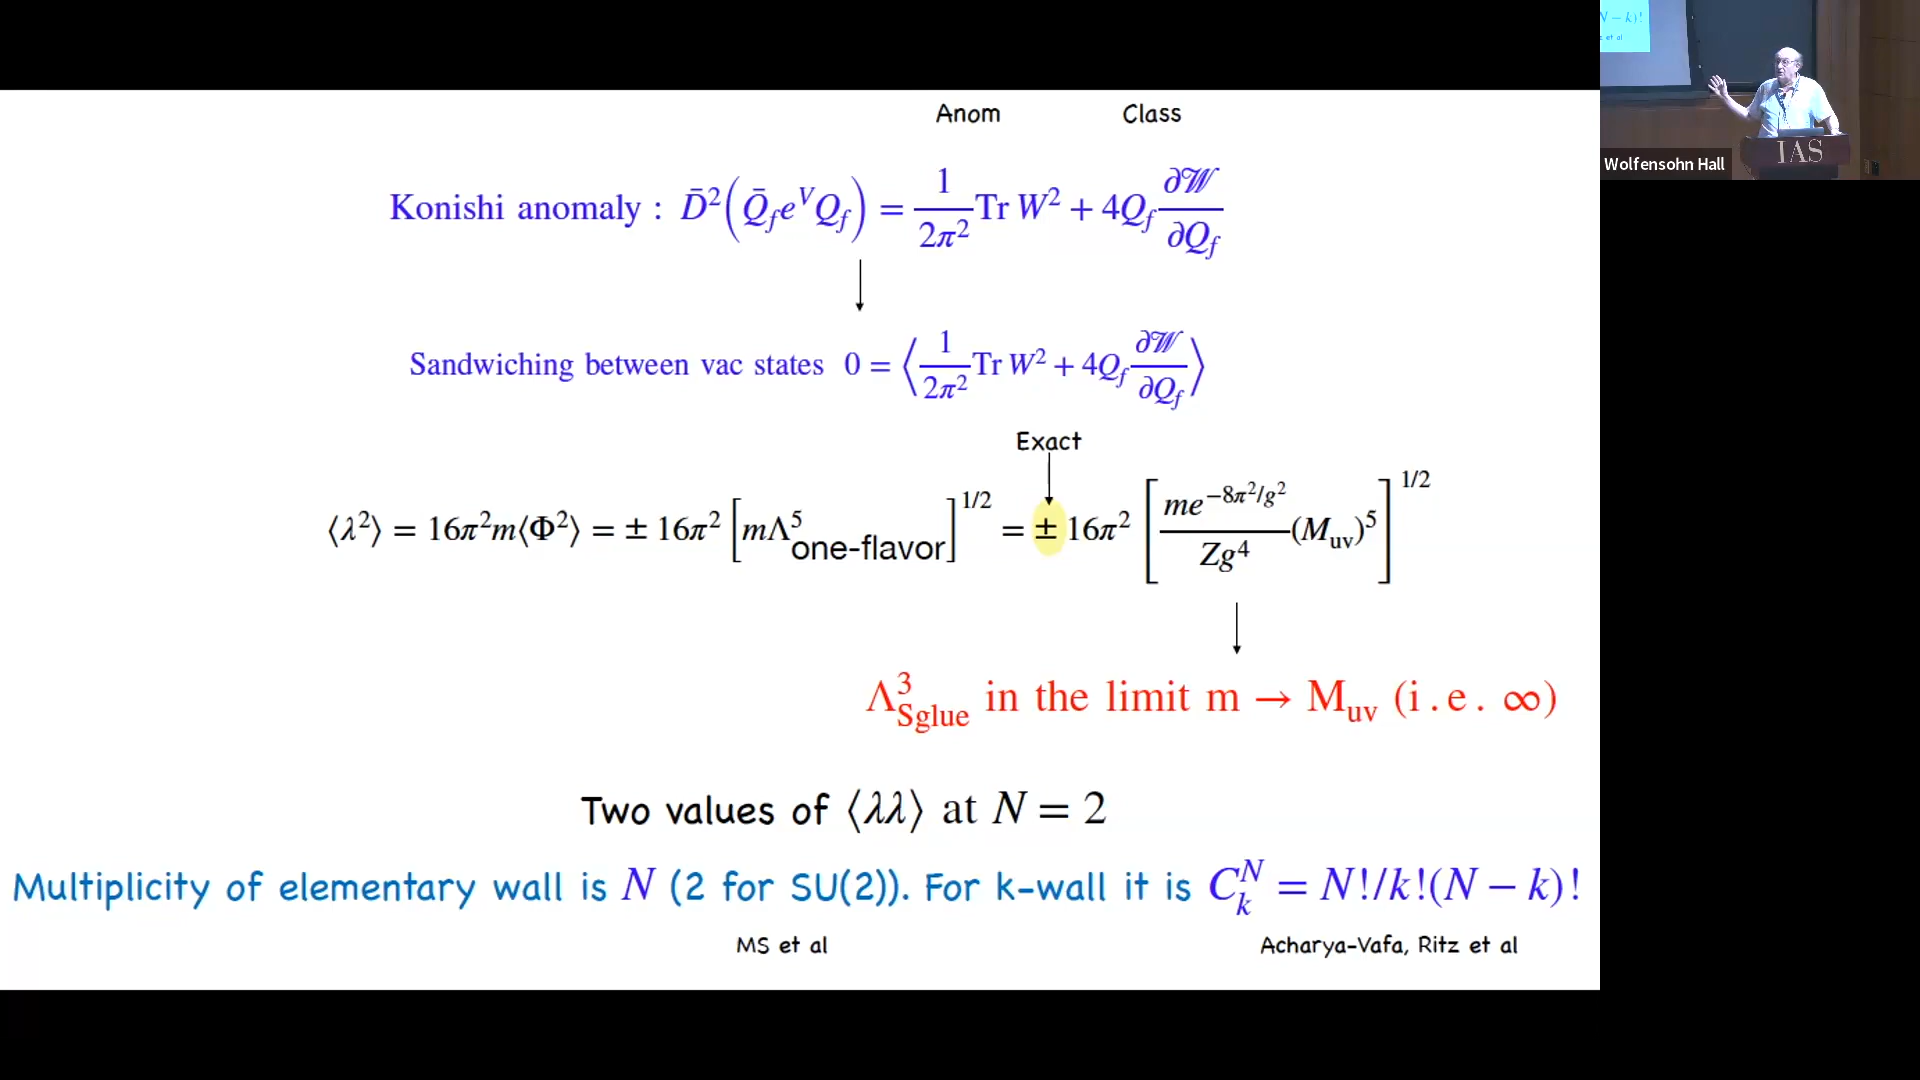 Anom Class
Konishi anomaly : D̄²(Q̄_f e^V Q_f) = 1/2π² Tr W² + 4Q_f ∂𝒲/∂Q_f
Sandwiching between vac states 0 = ⟨1/2π² Tr W² + 4Q_f ∂𝒲/∂Q_f⟩
Exact
⟨λ²⟩ = 16π²m⟨Φ²⟩ = ± 16π² [mΛ⁵_one-flavor]^1/2 = ± 16π² [me^(−8π²/g²)/Zg⁴ (M_uv)⁵]^1/2
Λ³_Sglue in the limit m → M_uv (i.e. ∞)
Two values of ⟨λλ⟩ at N = 2
Multiplicity of elementary wall is N (2 for SU(2)). For k-wall it is C_k^N = N!/k!(N − k)!
MS et al Acharya-Vafa, Ritz et al
N − k)!
et al
IAS
Wolfensohn Hall